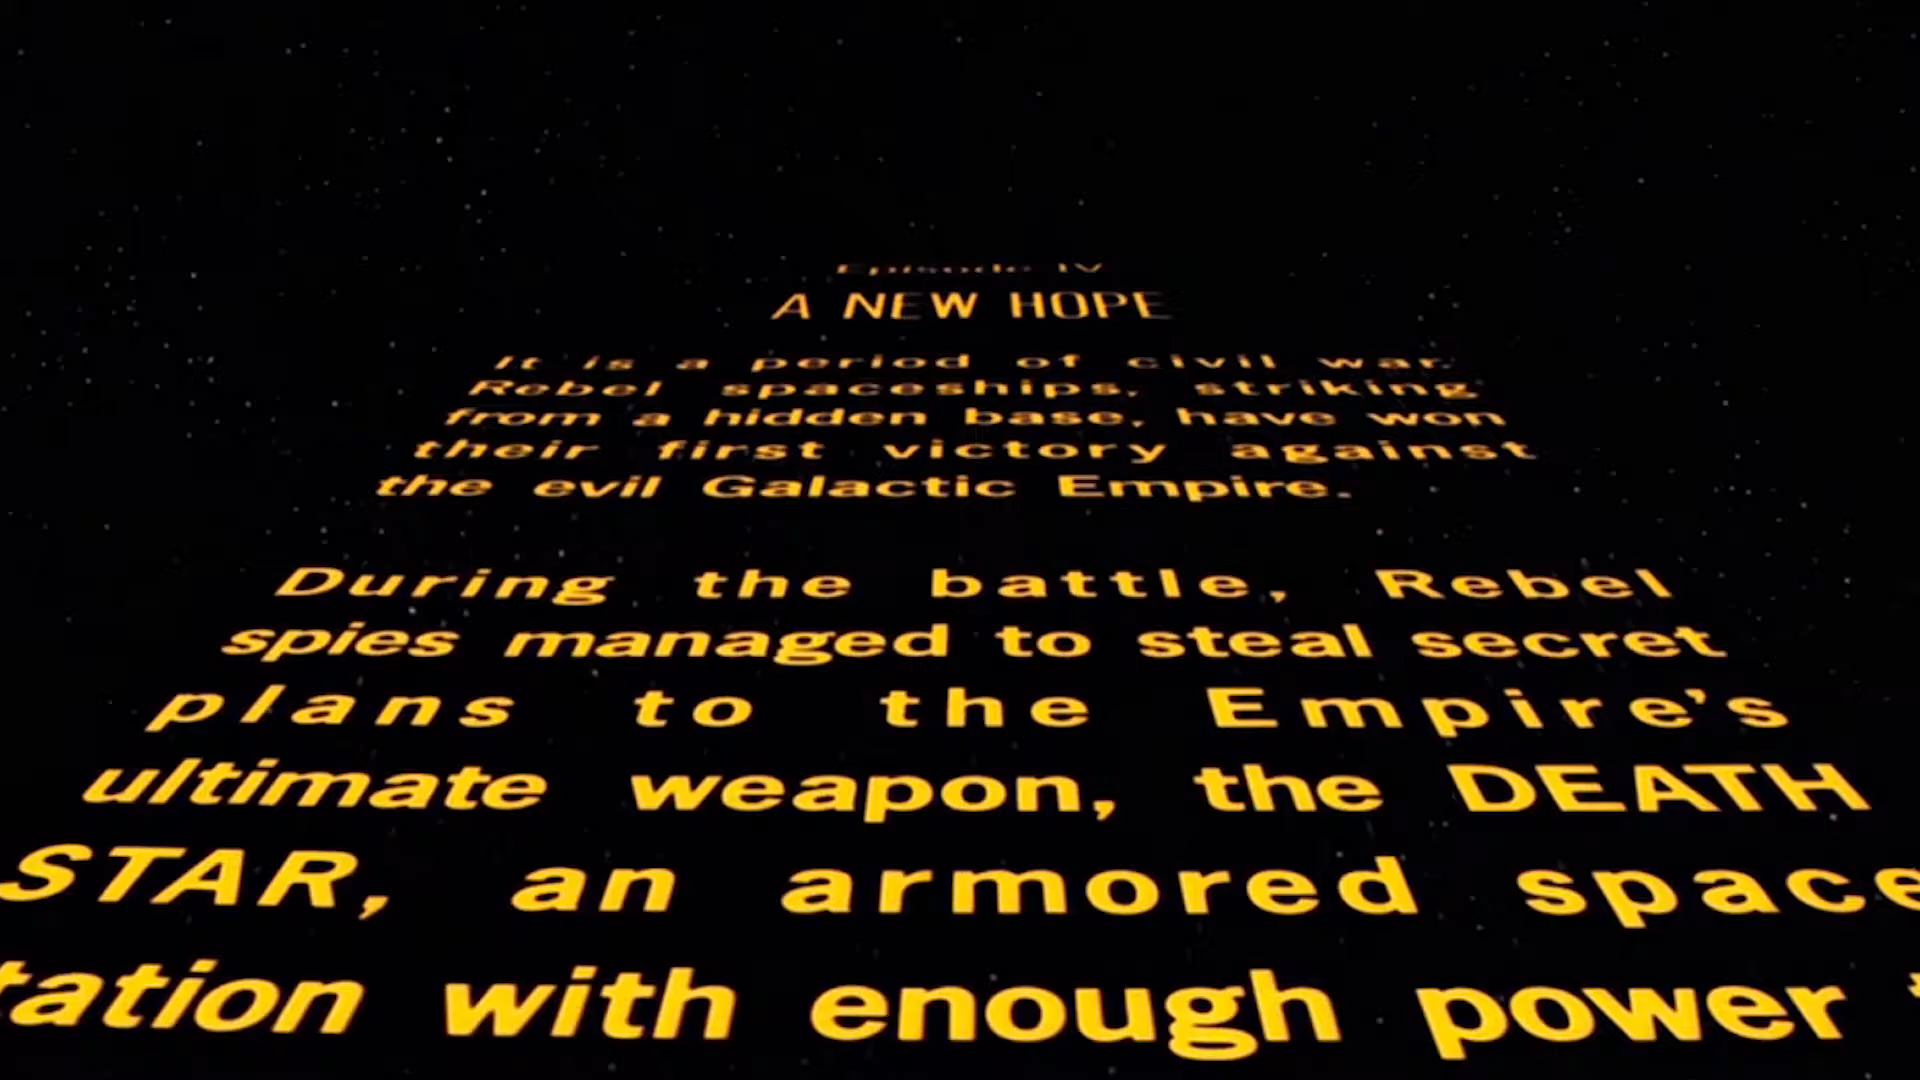 Episode IV
A NEW HOPE
It is a period of civil war.
Rebel spaceships, striking
from a hidden base, have won
their first victory against
the evil Galactic Empire.
During the battle, Rebel
spies managed to steal secret
plans to the Empire’s
ultimate weapon, the DEATH
STAR, an armored space
tation with enough power t